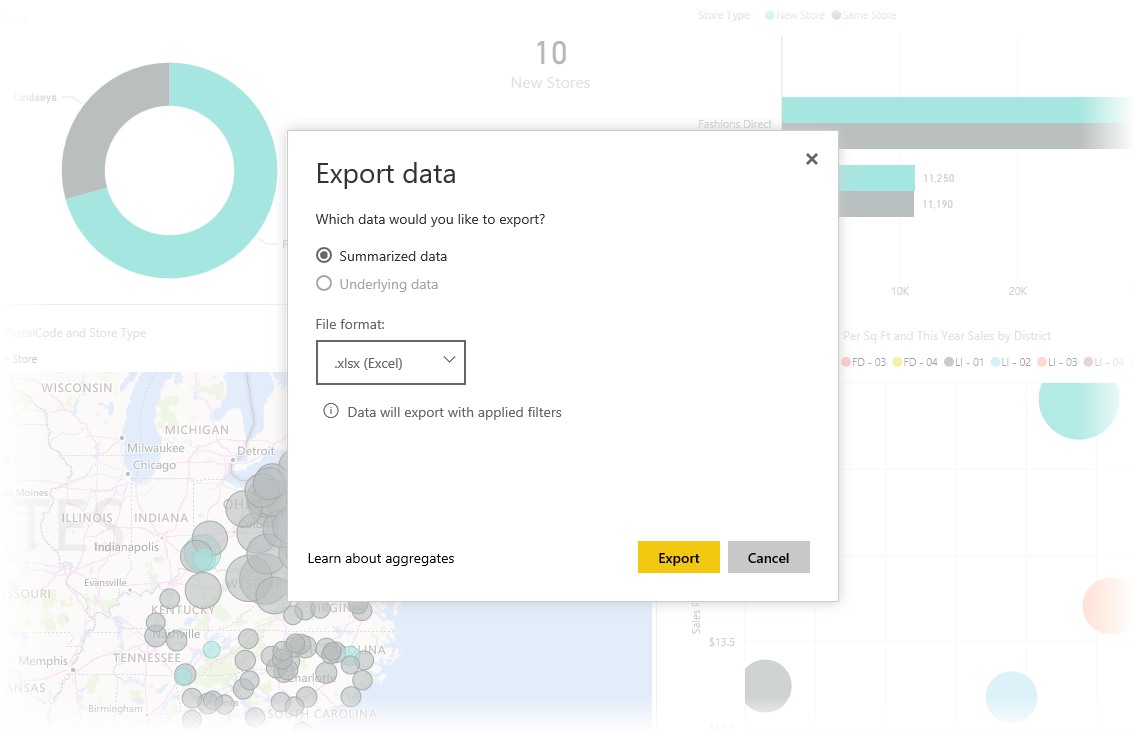 Store Type New Store Same Store
10
New Stores
Lindseys
Fashions Direct
11,250
11,190
10K 20K
Export data
Which data would you like to export?
Summarized data
Underlying data
File format:
.xlsx (Excel)
Data will export with applied filters
Learn about aggregates
Export Cancel
PostalCode and Store Type
Store
WISCONSIN
MICHIGAN
Milwaukee
Detroit
Chicago
Moines
ILLINOIS INDIANA
Indianapolis
Evansville
KENTUCKY
Nashville
TENNESSEE
Memphis
Charlotte
Birmingham
SOUTH CAROLINA
Per Sq Ft and This Year Sales by District
FD - 03 FD - 04 LI - 01 LI - 02 LI - 03 LI - 04
$13.5